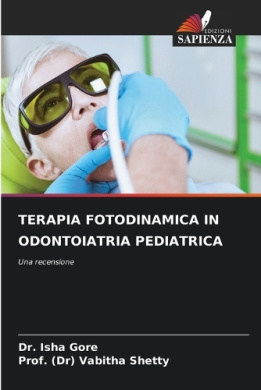 EDIZIONI
SAPIENZA
TERAPIA FOTODINAMICA IN
ODONTOIATRIA PEDIATRICA
Una recensione
Dr. Isha Gore
Prof. (Dr) Vabitha Shetty